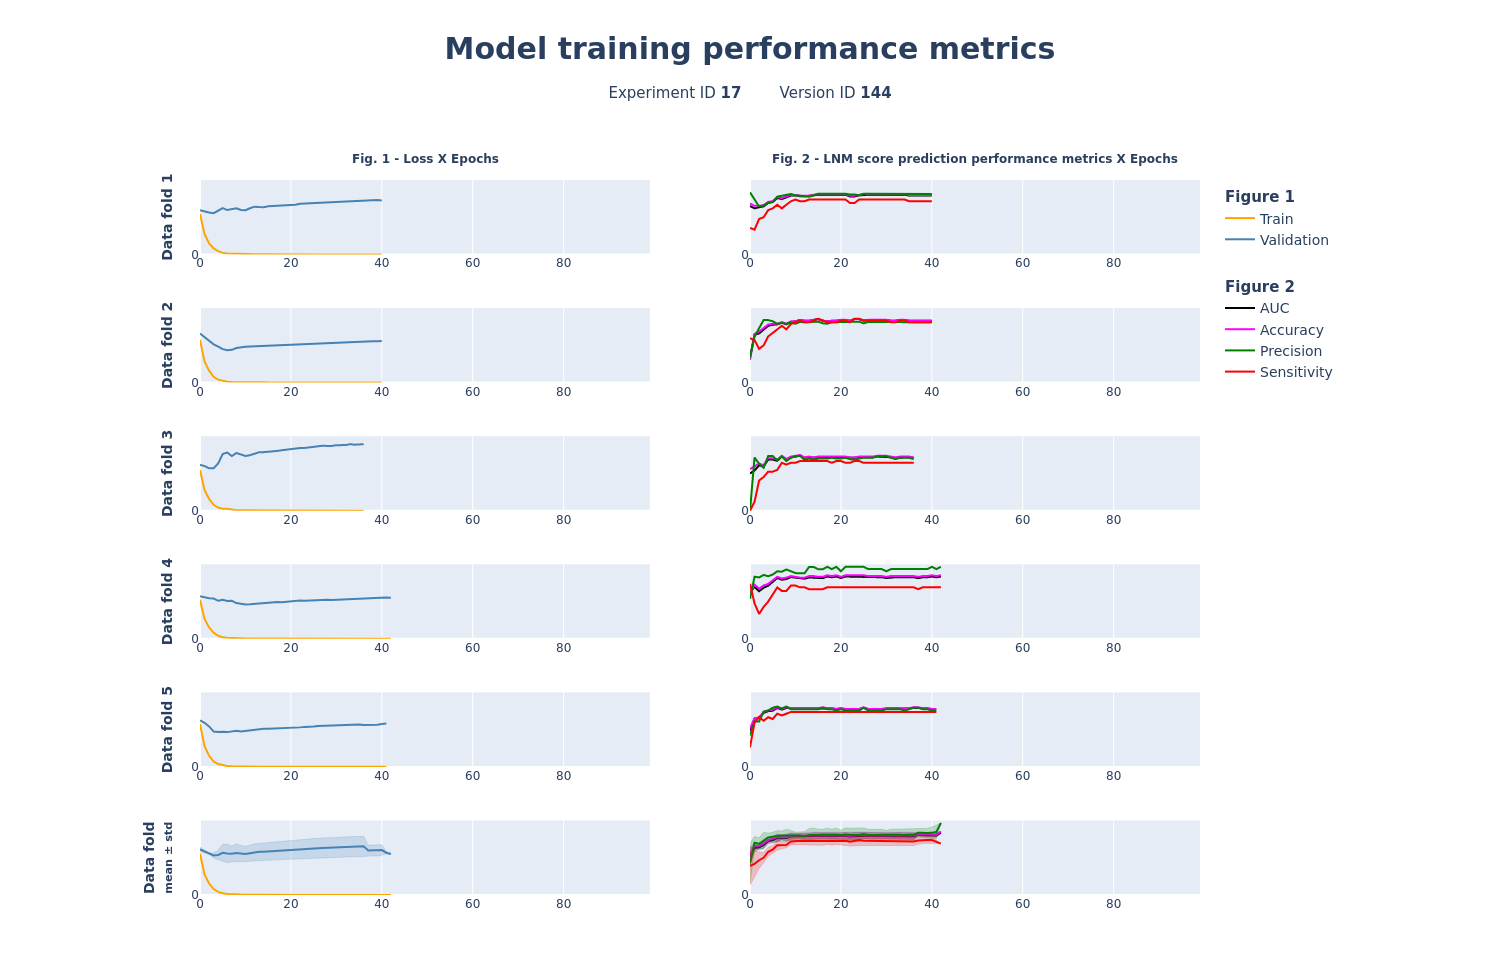 Model training performance metrics
Experiment ID 17 Version ID 144
Fig. 1 - Loss X Epochs
Fig. 2 - LNM score prediction performance metrics X Epochs
Data fold 1
0
0 20 40 60 80
0
0 20 40 60 80
Figure 1
Train
Validation
Figure 2
AUC
Accuracy
Precision
Sensitivity
Data fold 2
0
0 20 40 60 80
0
0 20 40 60 80
Data fold 3
0
0 20 40 60 80
0
0 20 40 60 80
Data fold 4
0
0 20 40 60 80
0
0 20 40 60 80
Data fold 5
0
0 20 40 60 80
0
0 20 40 60 80
Data fold
mean ± std
0
0 20 40 60 80
0
0 20 40 60 80